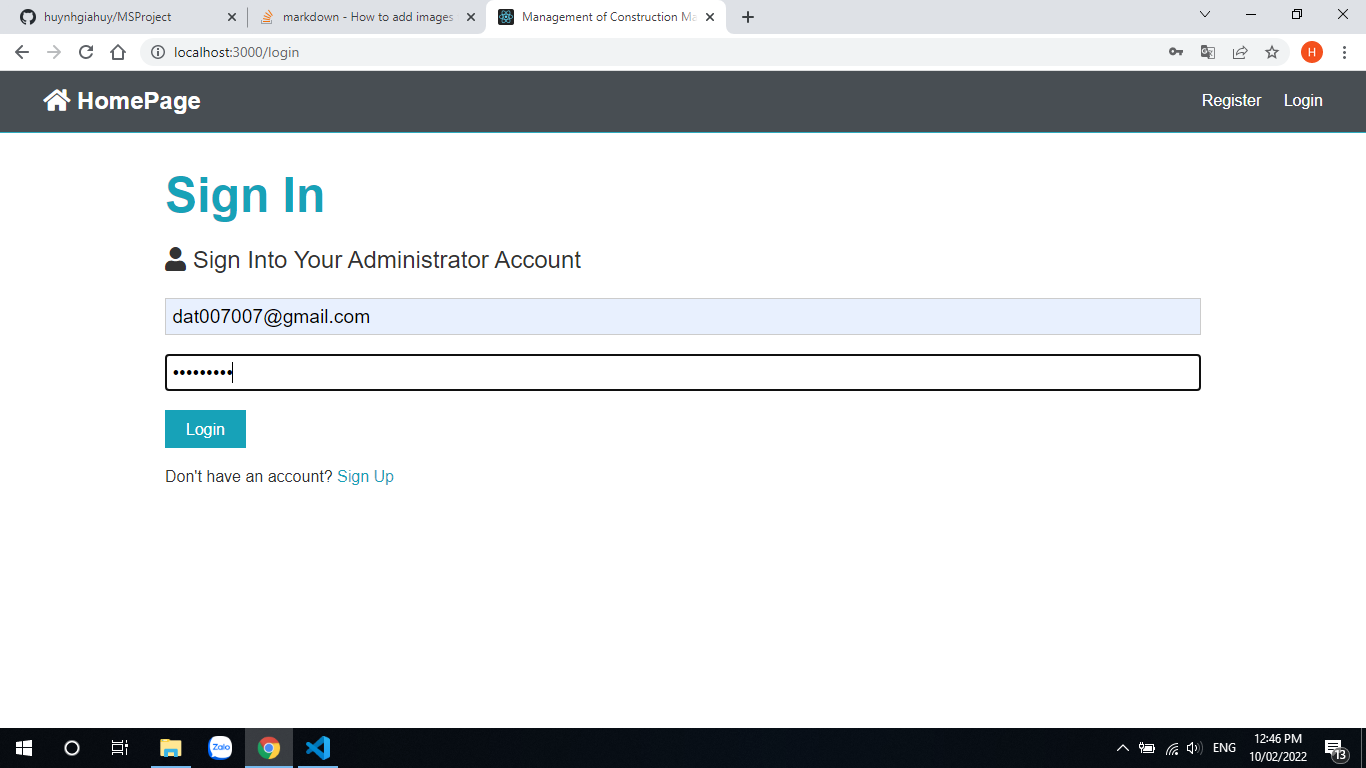 huynhgiahuy/MSProject
markdown - How to add images
Management of Construction Ma
localhost:3000/login
H
HomePage
Register
Login
Sign In
Sign Into Your Administrator Account
dat007007@gmail.com
•••••••••
Login
Don't have an account? Sign Up
Zalo
ENG
12:46 PM
10/02/2022
13